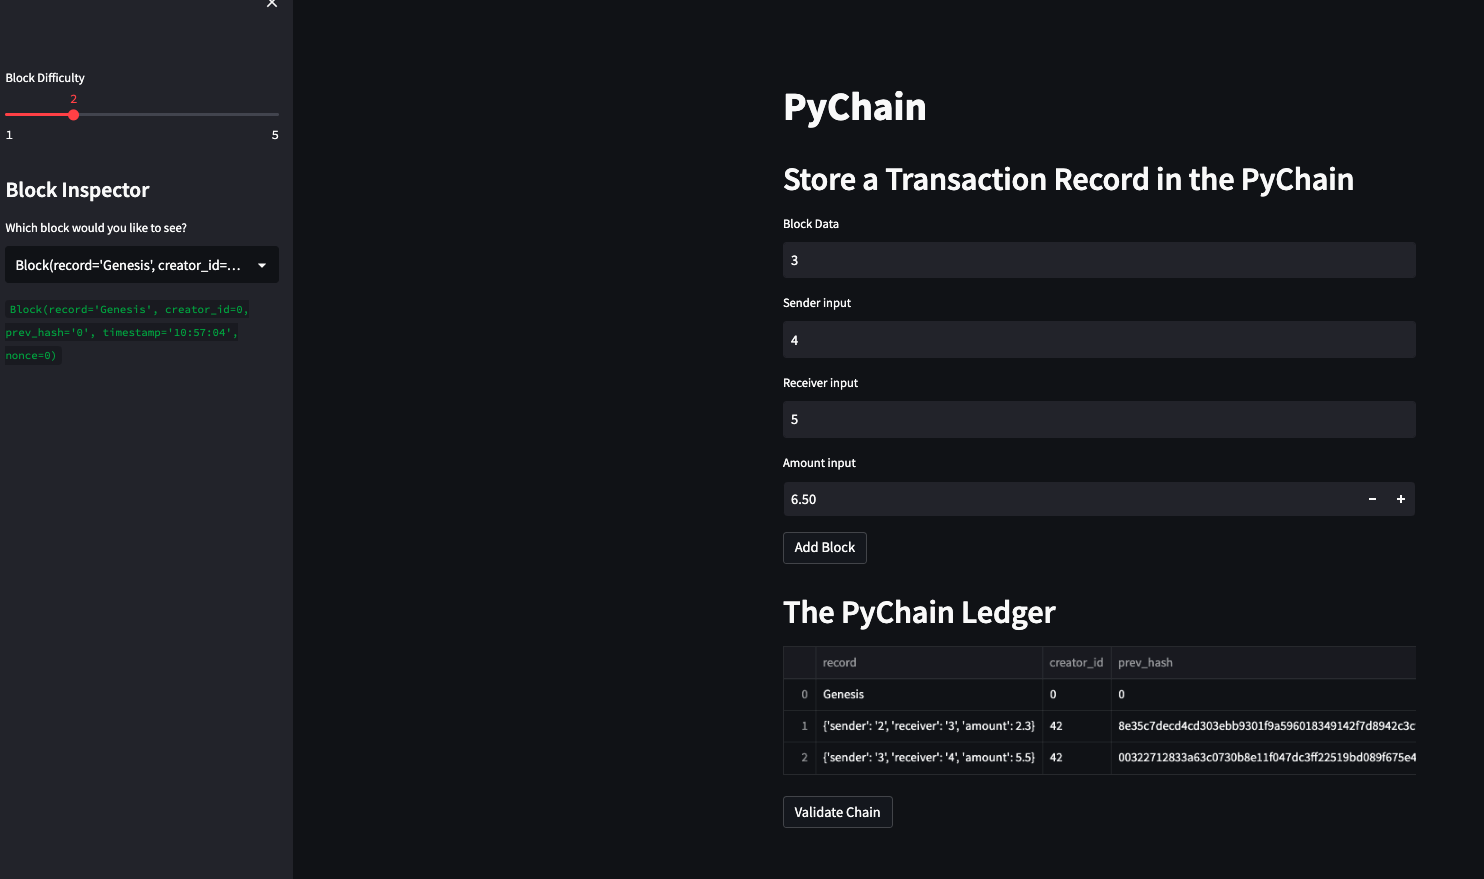 Block Difficulty
2
1 5
Block Inspector
Which block would you like to see?
Block(record='Genesis', creator_id=...
Block(record='Genesis', creator_id=0,
prev_hash='0', timestamp='10:57:04',
nonce=0)
PyChain
Store a Transaction Record in the PyChain
Block Data
3
Sender input
4
Receiver input
5
Amount input
6.50
Add Block
The PyChain Ledger
record creator_id prev_hash
0 Genesis 0 0
1 {'sender': '2', 'receiver': '3', 'amount': 2.3} 42 8e35c7decd4cd303ebb9301f9a596018349142f7d8942c3c
2 {'sender': '3', 'receiver': '4', 'amount': 5.5} 42 00322712833a63c0730b8e11f047dc3ff22519bd089f675e4
Validate Chain